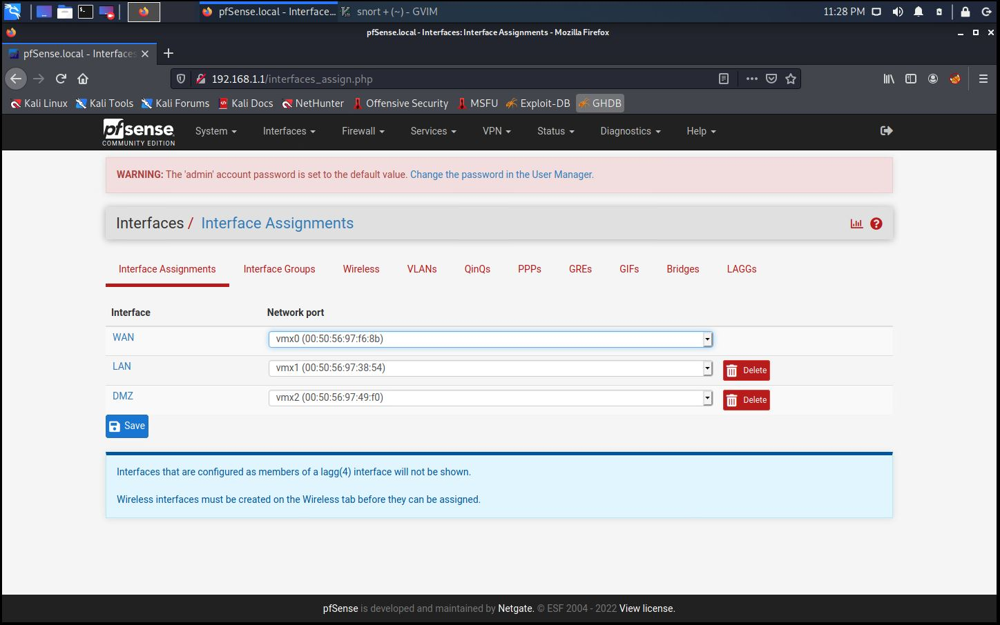 pfSense.local - Interface... snort + (~) - GVIM 11:28 PM
pfSense.local - Interfaces: Interface Assignments - Mozilla Firefox
pfSense.local - Interfaces
192.168.1.1/interfaces_assign.php
Kali Linux Kali Tools Kali Forums Kali Docs NetHunter Offensive Security MSFU Exploit-DB GHDB
pfsense System Interfaces Firewall Services VPN Status Diagnostics Help
COMMUNITY EDITION
WARNING: The 'admin' account password is set to the default value. Change the password in the User Manager.
Interfaces / Interface Assignments
Interface Assignments Interface Groups Wireless VLANs QinQs PPPs GREs GIFs Bridges LAGGs
Interface Network port
WAN vmx0 (00:50:56:97:f6:8b)
LAN vmx1 (00:50:56:97:38:54) Delete
DMZ vmx2 (00:50:56:97:49:f0) Delete
Save
Interfaces that are configured as members of a lagg(4) interface will not be shown.
Wireless interfaces must be created on the Wireless tab before they can be assigned.
pfSense is developed and maintained by Netgate. © ESF 2004 - 2022 View license.